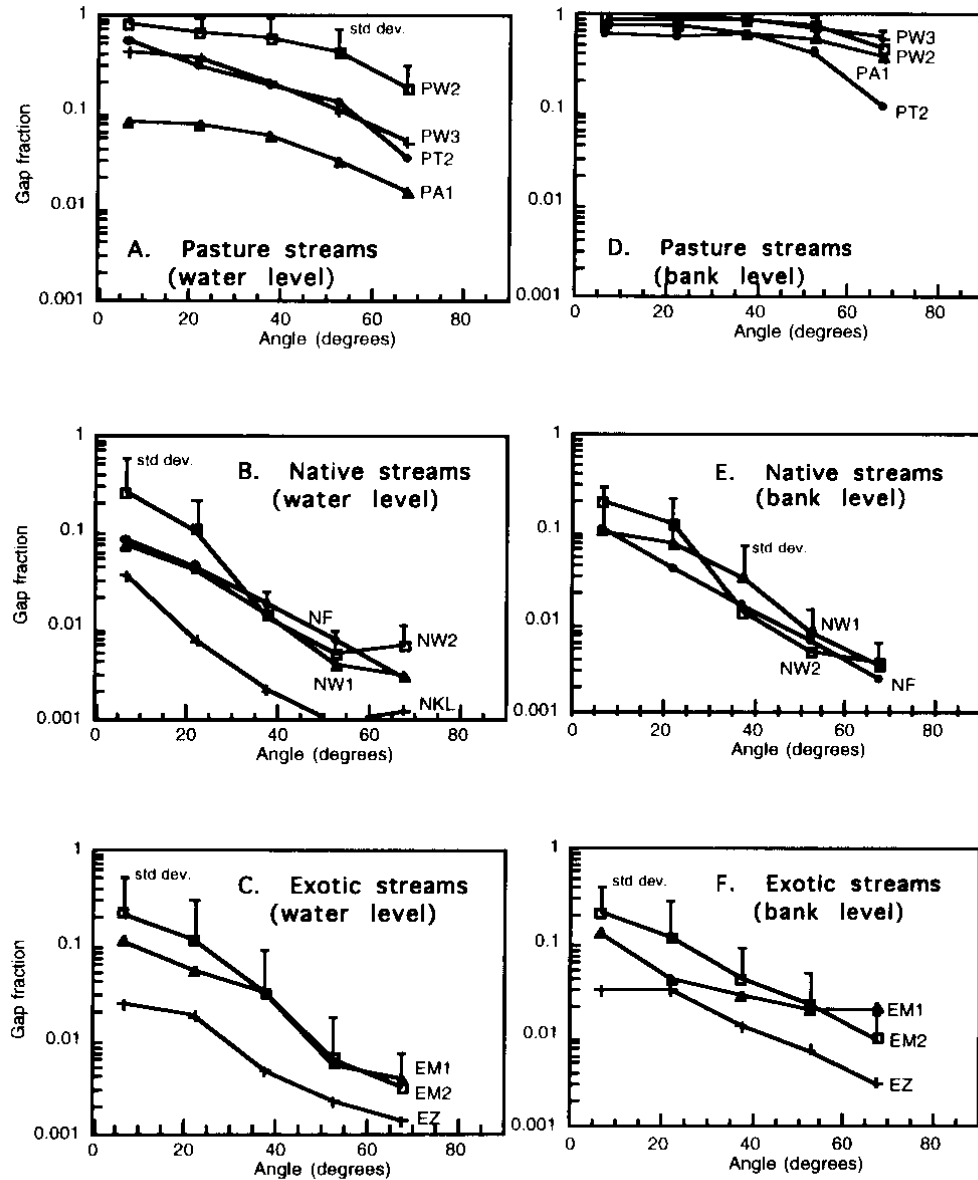 1
0.1
0.01
0.001
Gap fraction
std dev.
PW2
PW3
PT2
PA1
A. Pasture streams
(water level)
0 20 40 60 80
Angle (degrees)
1
0.1
0.01
0.001
PW3
PW2
PA1
PT2
D. Pasture streams
(bank level)
0 20 40 60 80
Angle (degrees)
1
0.1
0.01
0.001
Gap fraction
std dev.
B. Native streams
(water level)
NF
NW2
NW1
NKL
0 20 40 60 80
Angle (degrees)
1
0.1
0.01
0.001
E. Native streams
(bank level)
std dev.
NW1
NW2
NF
0 20 40 60 80
Angle (degrees)
1
0.1
0.01
0.001
Gap fraction
std dev.
C. Exotic streams
(water level)
EM1
EM2
EZ
0 20 40 60 80
Angle (degrees)
1
0.1
0.01
0.001
std dev.
F. Exotic streams
(bank level)
EM1
EM2
EZ
0 20 40 60 80
Angle (degrees)